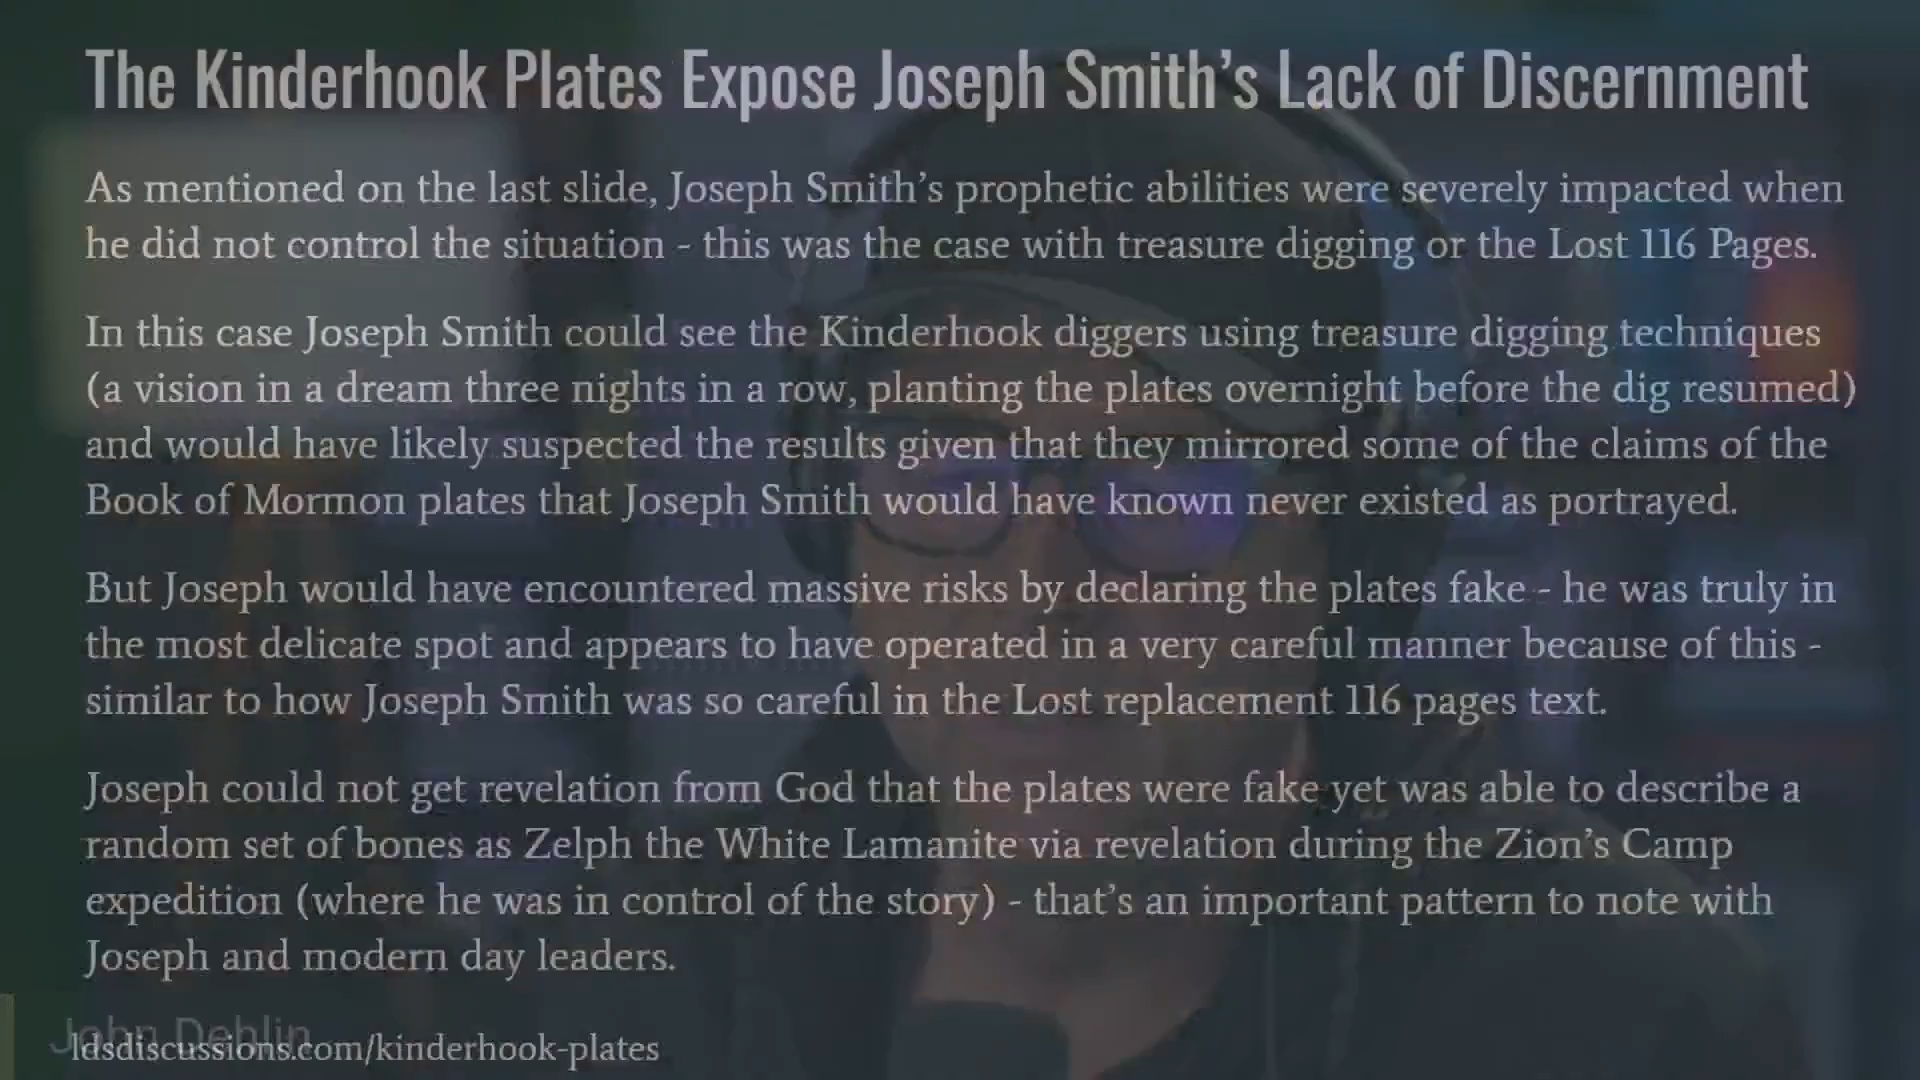 The Kinderhook Plates Expose Joseph Smith’s Lack of Discernment
As mentioned on the last slide, Joseph Smith’s prophetic abilities were severely impacted when
he did not control the situation - this was the case with treasure digging or the Lost 116 Pages.
In this case Joseph Smith could see the Kinderhook diggers using treasure digging techniques
(a vision in a dream three nights in a row, planting the plates overnight before the dig resumed)
and would have likely suspected the results given that they mirrored some of the claims of the
Book of Mormon plates that Joseph Smith would have known never existed as portrayed.
But Joseph would have encountered massive risks by declaring the plates fake - he was truly in
the most delicate spot and appears to have operated in a very careful manner because of this -
similar to how Joseph Smith was so careful in the Lost replacement 116 pages text.
Joseph could not get revelation from God that the plates were fake yet was able to describe a
random set of bones as Zelph the White Lamanite via revelation during the Zion’s Camp
expedition (where he was in control of the story) - that’s an important pattern to note with
Joseph and modern day leaders.
John Dehlin
ldsdiscussions.com/kinderhook-plates